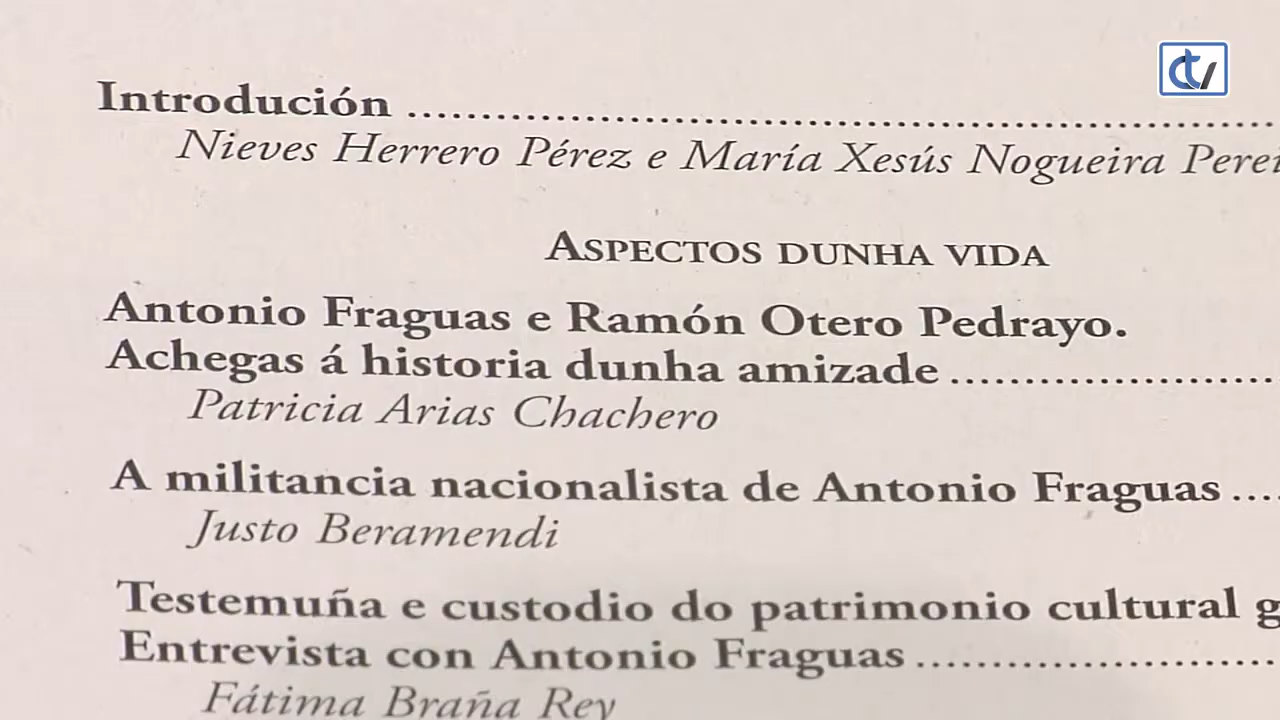 Introdución ........................................................
Nieves Herrero Pérez e María Xesús Nogueira
ASPECTOS DUNHA VIDA
Antonio Fraguas e Ramón Otero Pedrayo.
Achegas á historia dunha amizade ......................
Patricia Arias Chachero
A militancia nacionalista de Antonio Fraguas ....
Justo Beramendi
Testemuña e custodio do patrimonio cultural
Entrevista con Antonio Fraguas ........................
Fátima Braña Rey